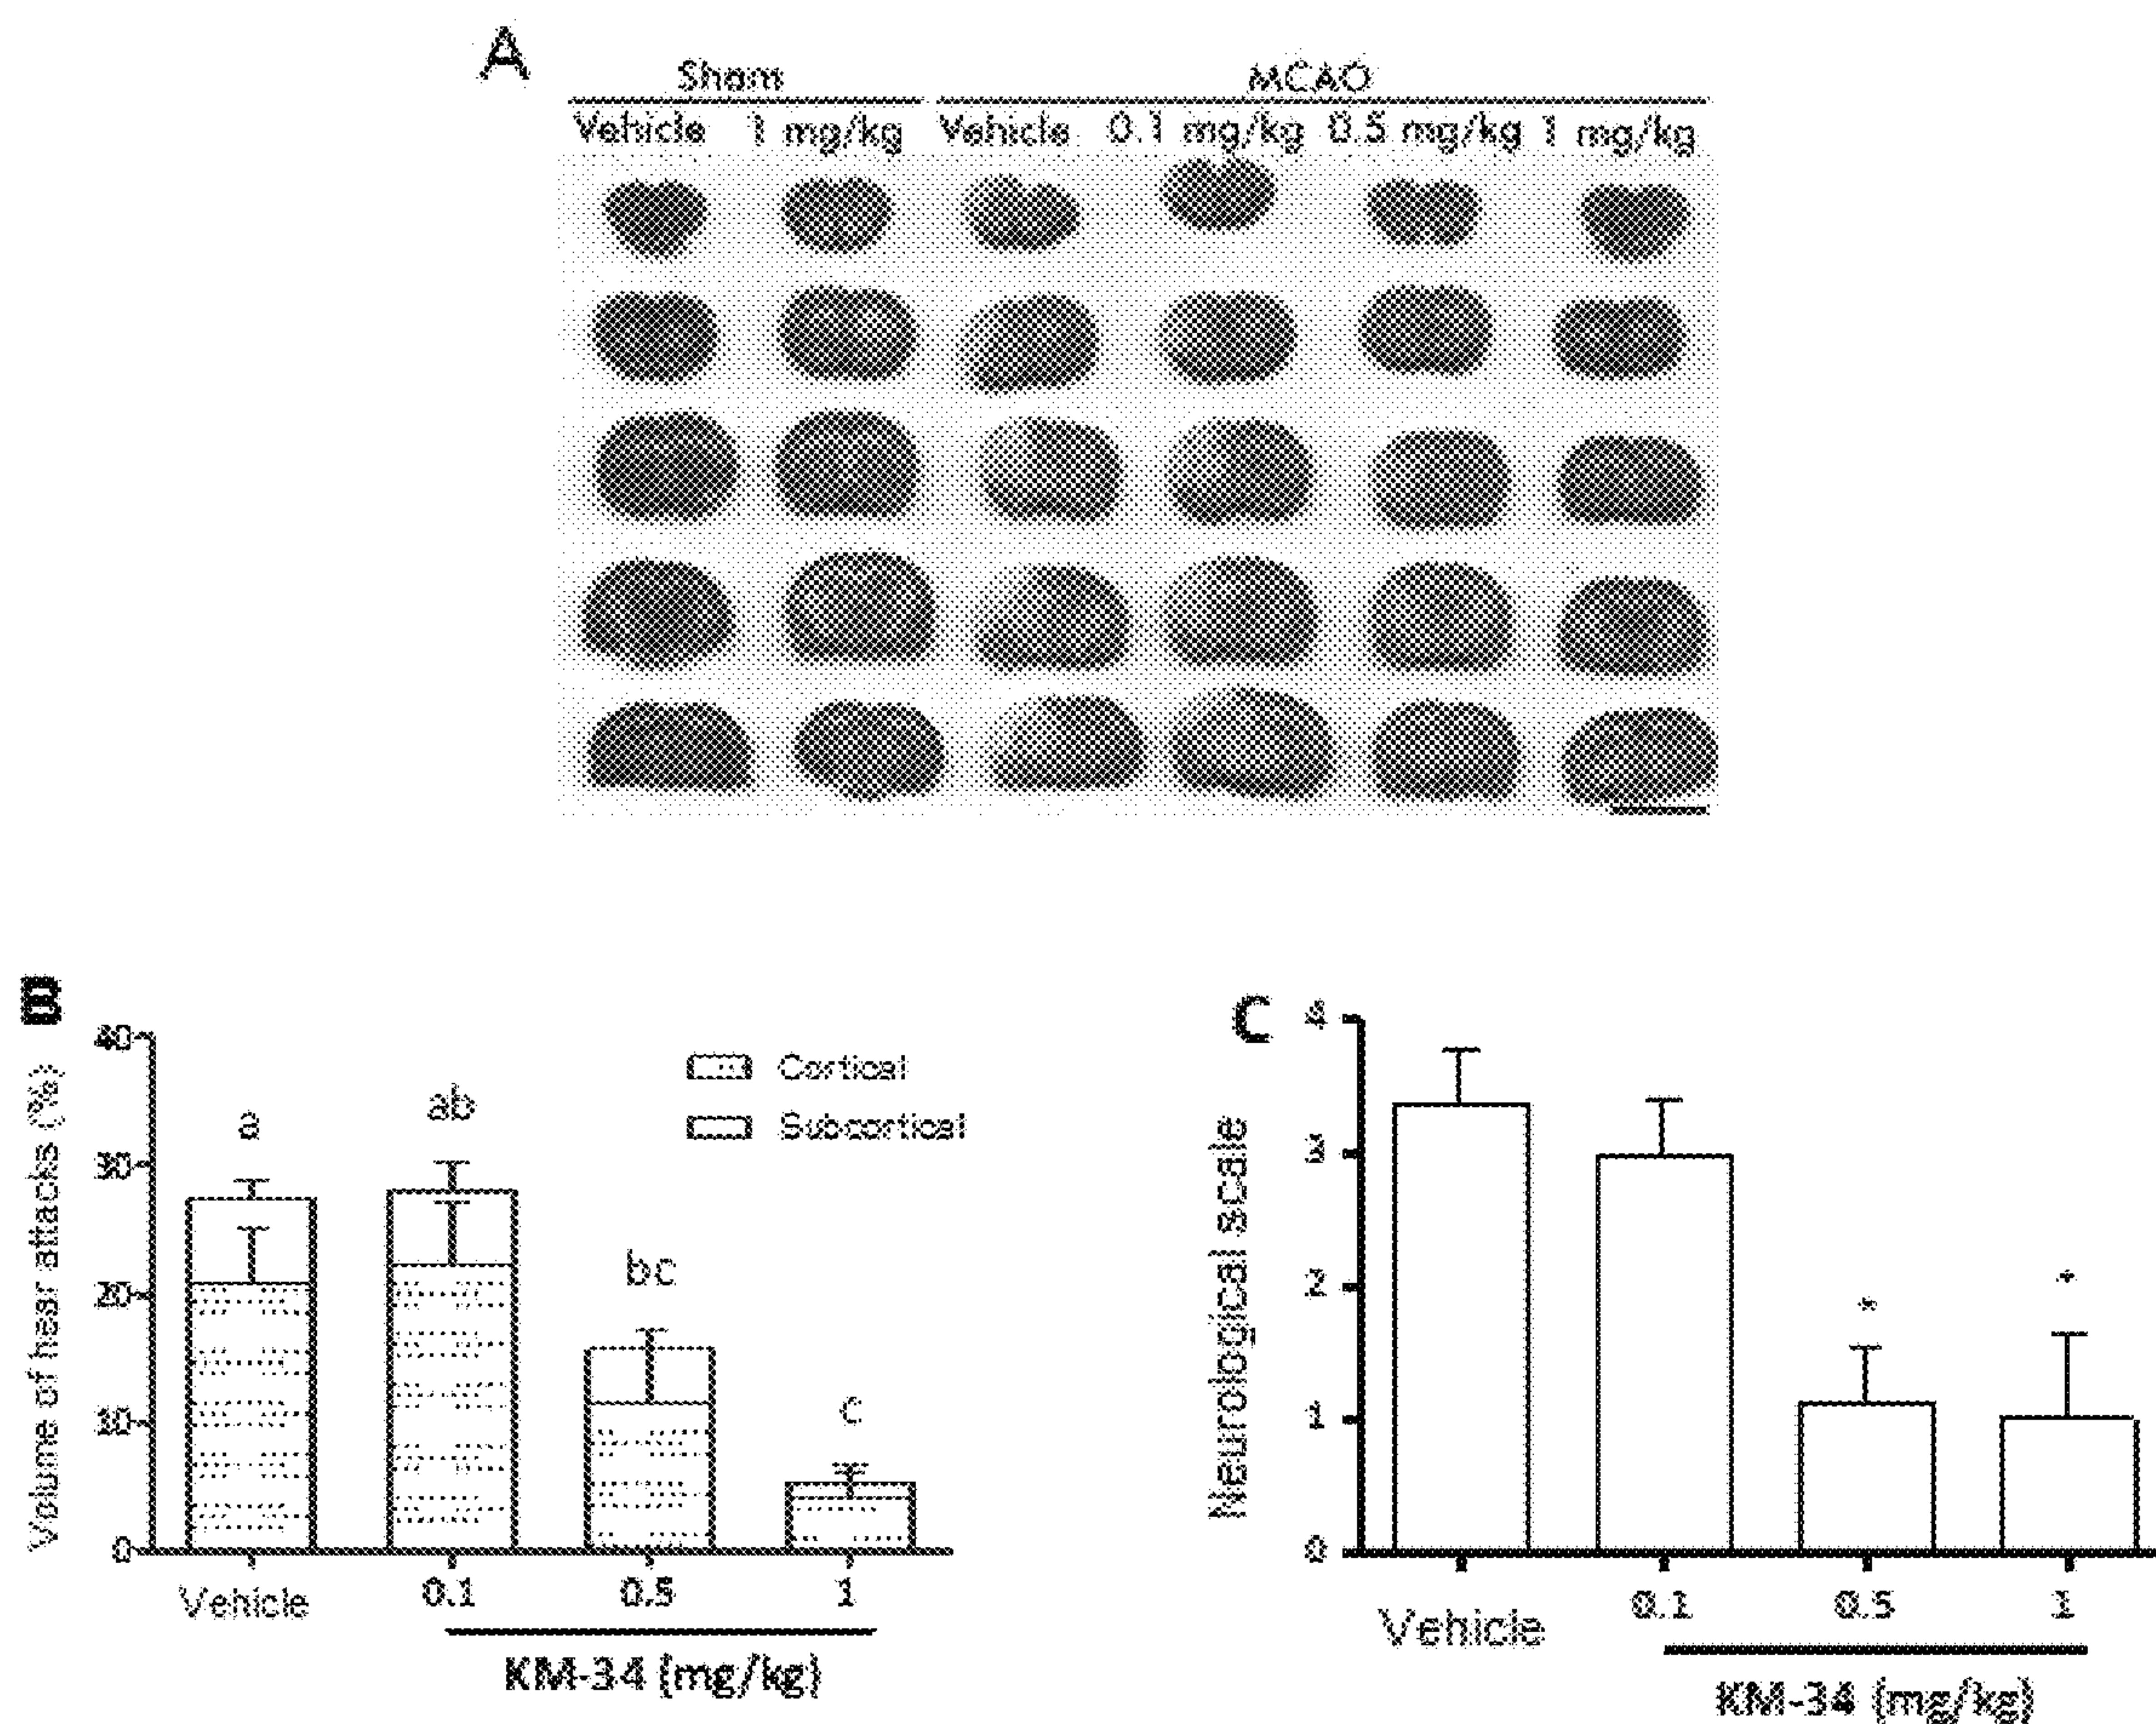 A
Sham MCAO
Vehicle 1 mg/kg Vehicle 0.1 mg/kg 0.5 mg/kg 1 mg/kg
B
Volume of hear attacks (%)
40
30
20
10
0
a
ab
bc
c
Cortical
Subcortical
Vehicle 0.1 0.5 1
KM-34 (mg/kg)
C
Neurological scale
4
3
2
1
0
*
*
Vehicle 0.1 0.5 1
KM-34 (mg/kg)